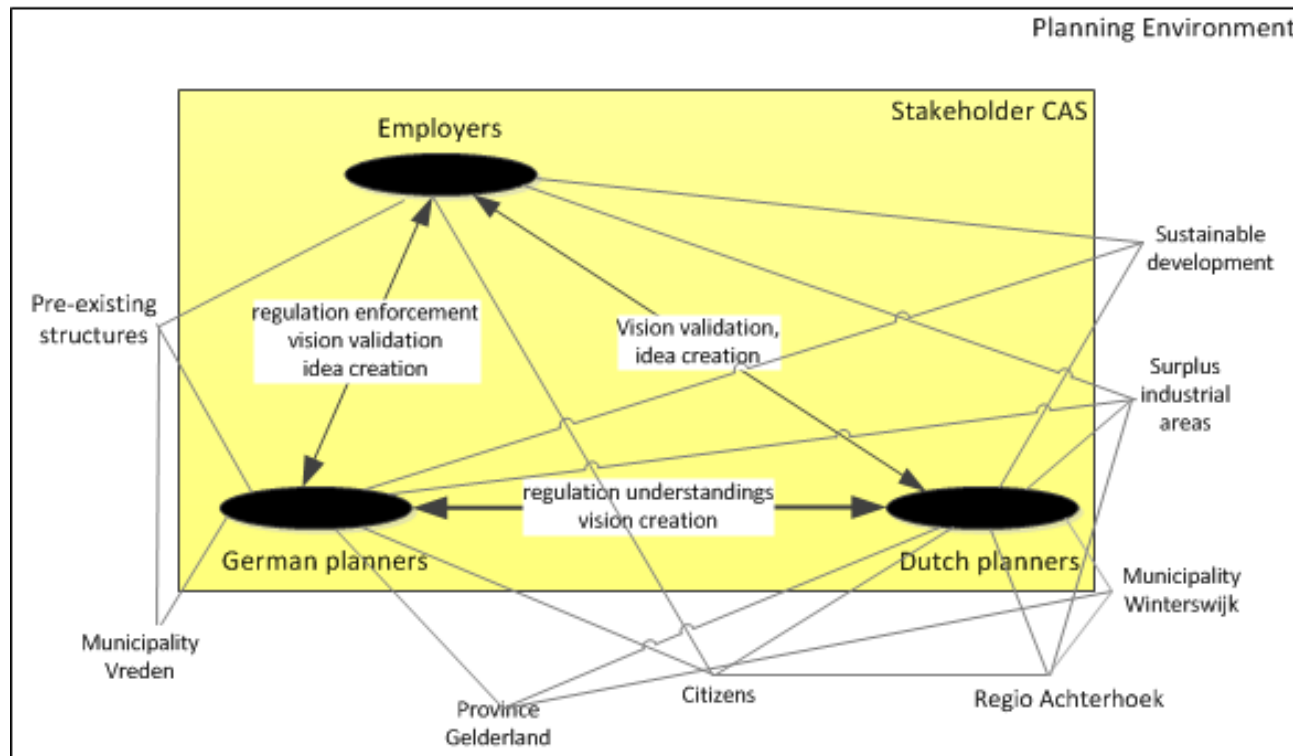 Planning Environment
Stakeholder CAS
Employers
Sustainable
development
Pre-existing
structures
regulation enforcement
vision validation
idea creation
Vision validation,
idea creation
Surplus
industrial
areas
regulation understandings
vision creation
German planners
Dutch planners
Municipality
Winterswijk
Municipality
Vreden
Province
Gelderland
Citizens
Regio Achterhoek